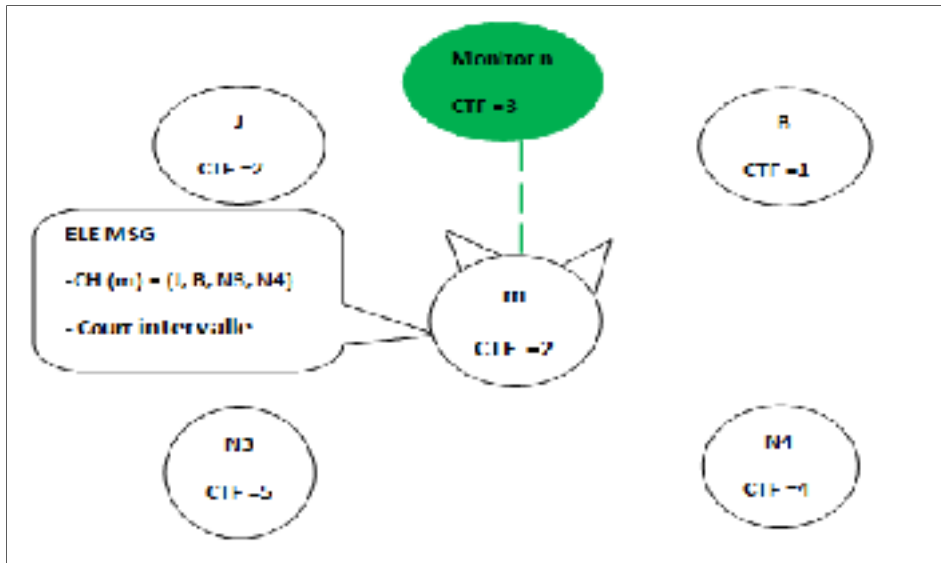 Monitor n
CTF =3
J
CTF =2
B
CTF =1
ELE MSG
-CH (m) = (J, B, N3, N4)
- Court intervalle
m
CTF =2
N3
CTF =5
N4
CTF =4